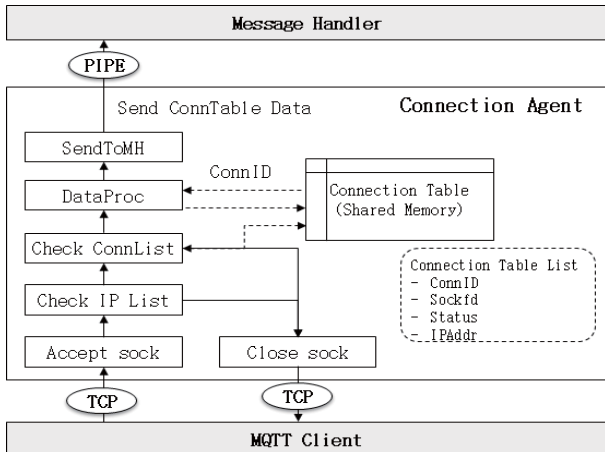 Message Handler
PIPE
Send ConnTable Data
Connection Agent
SendToMH
ConnID
DataProc
Connection Table
(Shared Memory)
Check ConnList
Connection Table List
- ConnID
- Sockfd
- Status
- IPAddr
Check IP List
Accept sock
Close sock
TCP
TCP
MQTT Client